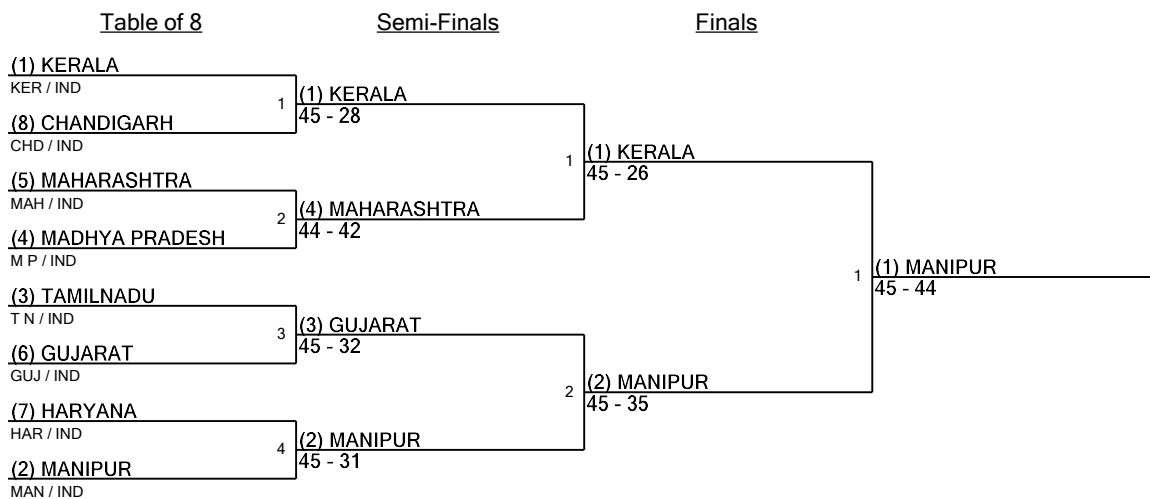 Table of 8
Semi-Finals
Finals
(1) KERALA
KER / IND
(8) CHANDIGARH
CHD / IND
(5) MAHARASHTRA
MAH / IND
(4) MADHYA PRADESH
M P / IND
(3) TAMILNADU
T N / IND
(6) GUJARAT
GUJ / IND
(7) HARYANA
HAR / IND
(2) MANIPUR
MAN / IND
1
(1) KERALA
45 - 28
2
(4) MAHARASHTRA
44 - 42
3
(3) GUJARAT
45 - 32
4
(2) MANIPUR
45 - 31
1
(1) KERALA
45 - 26
2
(2) MANIPUR
45 - 35
1
(1) MANIPUR
45 - 44